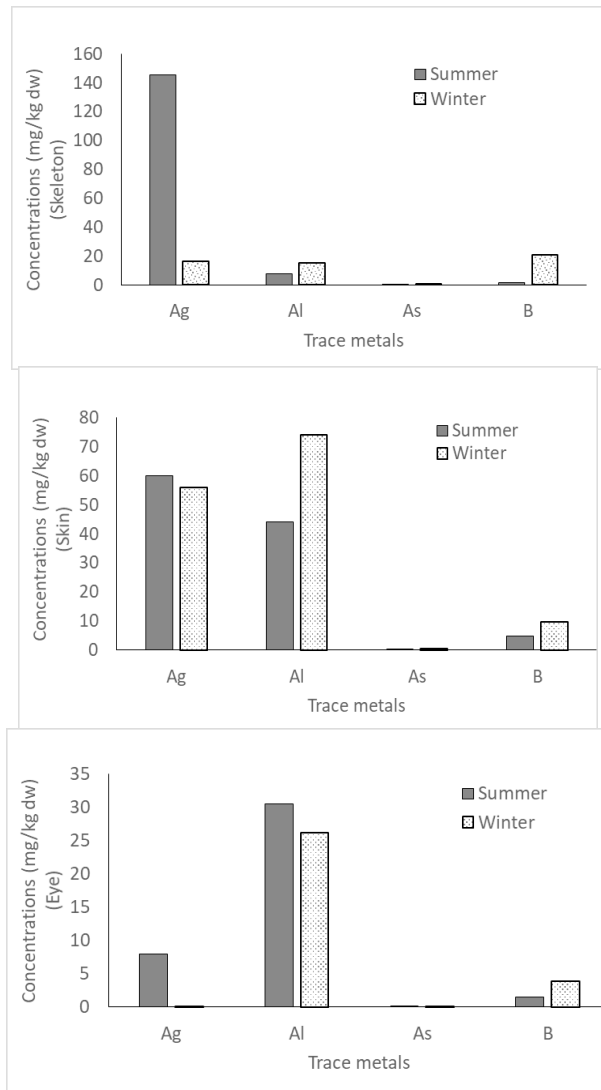 Concentrations (mg/kg dw)
(Skeleton)
160
140
120
100
80
60
40
20
0
Summer
Winter
Ag Al As B
Trace metals
Concentrations (mg/kg dw)
(Skin)
80
70
60
50
40
30
20
10
0
Summer
Winter
Ag Al As B
Trace metals
Concentrations (mg/kg dw)
(Eye)
35
30
25
20
15
10
5
0
Summer
Winter
Ag Al As B
Trace metals